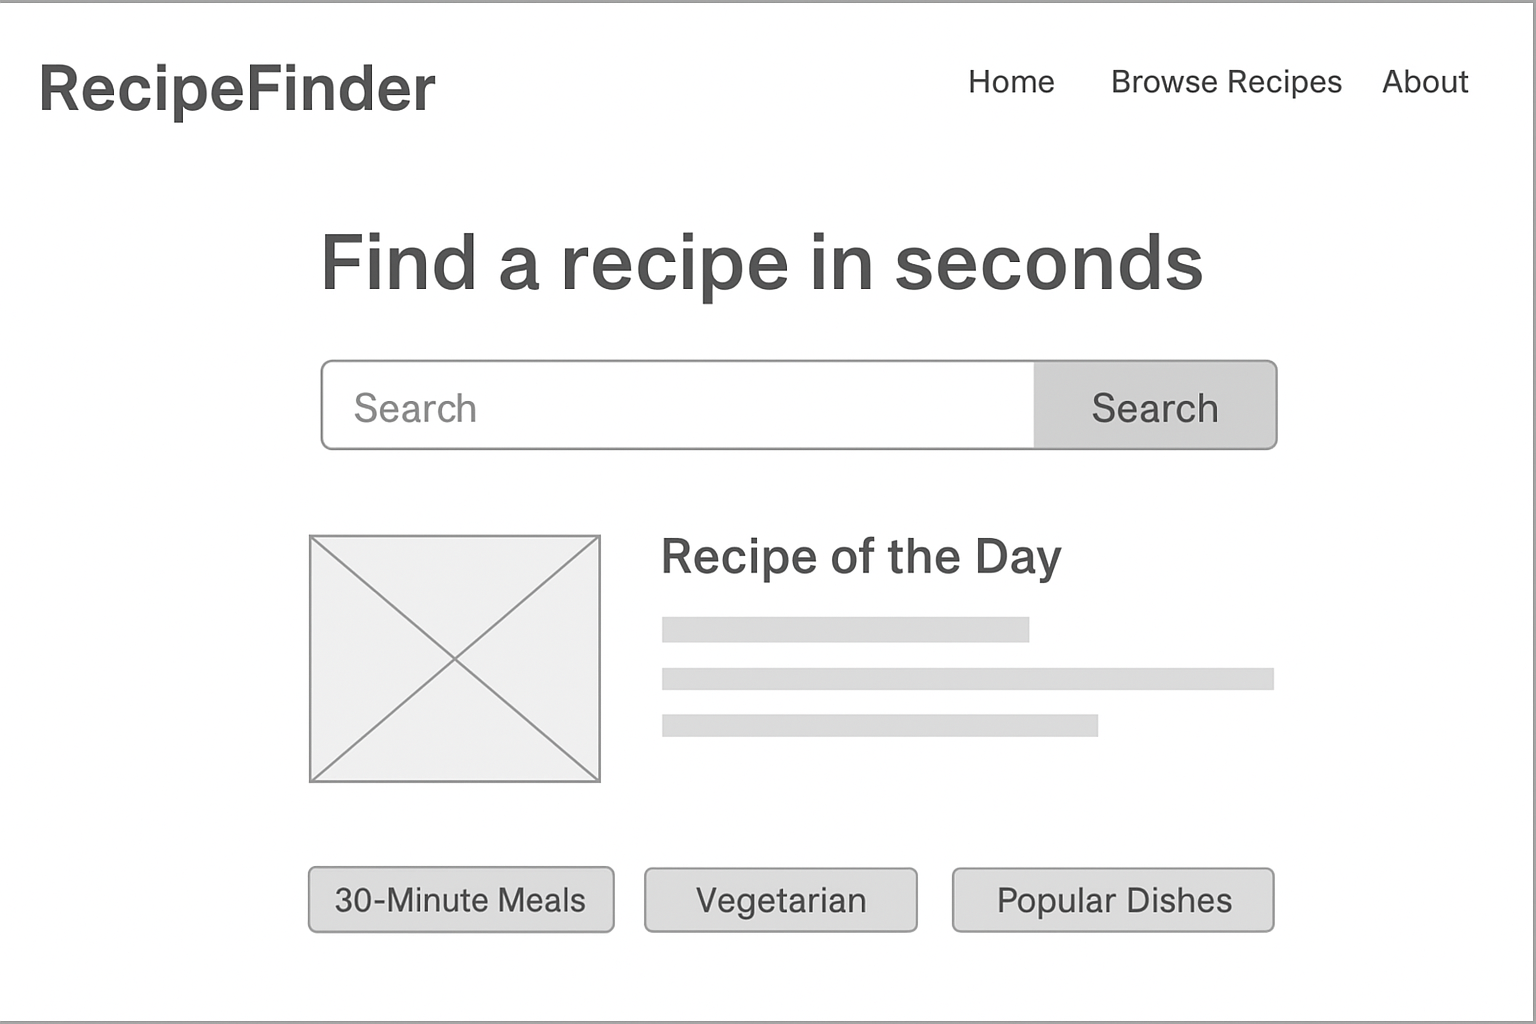 RecipeFinder
Home Browse Recipes About
Find a recipe in seconds
Search Search
Recipe of the Day
30-Minute Meals Vegetarian Popular Dishes